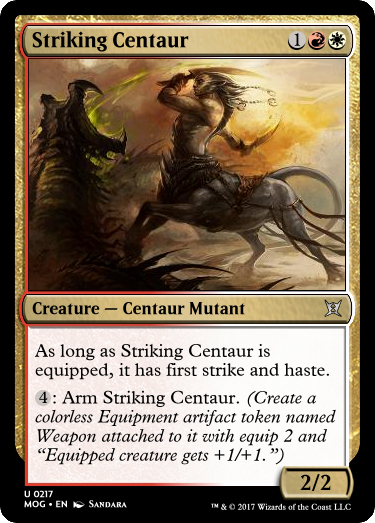 Striking Centaur 1
Creature — Centaur Mutant
As long as Striking Centaur is
equipped, it has first strike and haste.
4: Arm Striking Centaur. (Create a
colorless Equipment artifact token named
Weapon attached to it with equip 2 and
“Equipped creature gets +1/+1.”)
2/2
U 0217
MOG • EN Sandara
™ & © 2017 Wizards of the Coast LLC